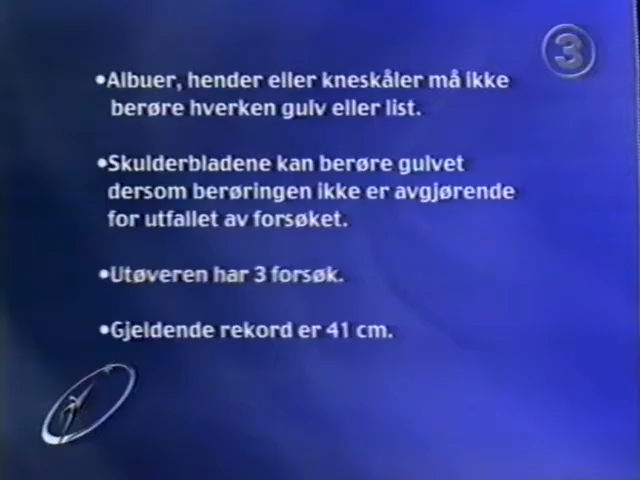 3
•Albuer, hender eller kneskåler må ikke
berøre hverken gulv eller list.
•Skulderbladene kan berøre gulvet
dersom berøringen ikke er avgjørende
for utfallet av forsøket.
•Utøveren har 3 forsøk.
•Gjeldende rekord er 41 cm.